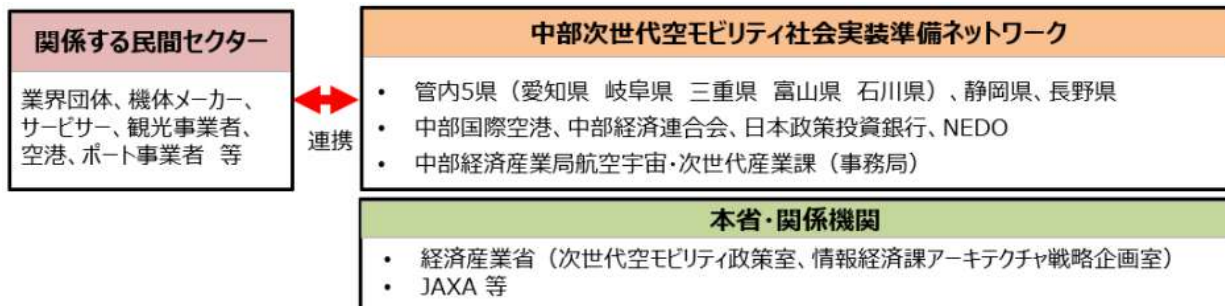 関係する民間セクター
業界団体、機体メーカー、
サービサー、観光事業者、
空港、ポート事業者 等
連携
中部次世代空モビリティ社会実装準備ネットワーク
• 管内5県（愛知県 岐阜県 三重県 富山県 石川県）、静岡県、長野県
• 中部国際空港、中部経済連合会、日本政策投資銀行、NEDO
• 中部経済産業局航空宇宙・次世代産業課（事務局）
本省・関係機関
• 経済産業省（次世代空モビリティ政策室、情報経済課アーキテクチャ戦略企画室）
• JAXA 等